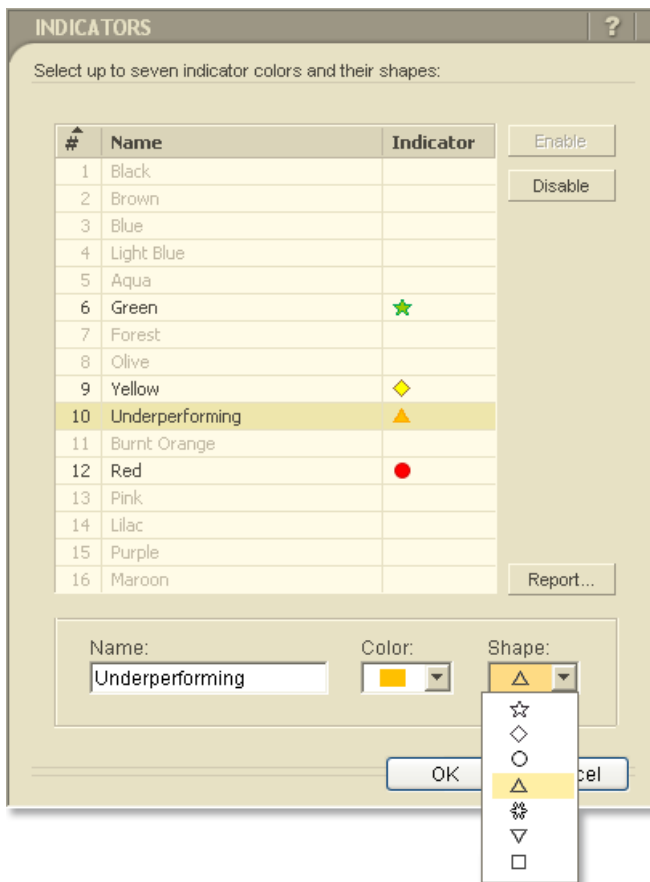 INDICATORS ?
Select up to seven indicator colors and their shapes:
# Name Indicator
Enable
1 Black
Disable
2 Brown
3 Blue
4 Light Blue
5 Aqua
6 Green
7 Forest
8 Olive
9 Yellow
10 Underperforming
11 Burnt Orange
12 Red
13 Pink
14 Lilac
15 Purple
16 Maroon
Report...
Name: Color: Shape:
Underperforming
OK cel